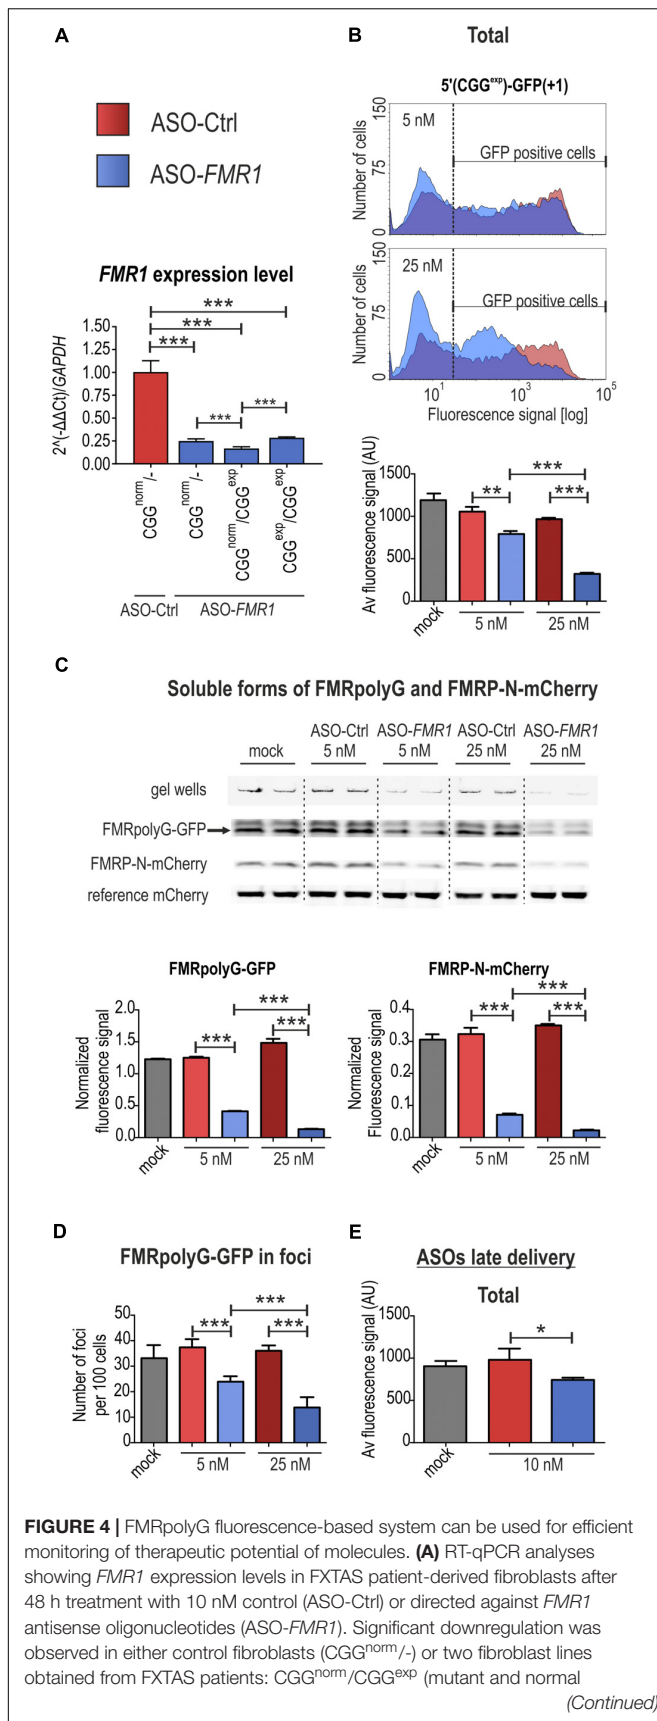 A
ASO-Ctrl
ASO-FMR1
FMR1 expression level
2^(-ΔΔCt)/GAPDH
1.50
1.25
1.00
0.75
0.50
0.25
0.00
***
***
***
***
***
CGGnorm/-
CGGnorm/-
CGGnorm/CGGexp
CGGexp/CGGexp
ASO-Ctrl
ASO-FMR1
B
Total
5'(CGGexp)-GFP(+1)
Number of cells
150
75
0
5 nM
GFP positive cells
Number of cells
150
75
0
25 nM
GFP positive cells
10^1
10^3
10^5
Fluorescence signal [log]
Av fluorescence signal (AU)
1500
1000
500
0
***
**
***
mock
5 nM
25 nM
C
Soluble forms of FMRpolyG and FMRP-N-mCherry
ASO-Ctrl ASO-FMR1 ASO-Ctrl ASO-FMR1
mock 5 nM 5 nM 25 nM 25 nM
gel wells
FMRpolyG-GFP
FMRP-N-mCherry
reference mCherry
FMRpolyG-GFP
Normalized
fluorescence signal
2.0
1.5
1.0
0.5
0.0
***
***
***
mock
5 nM
25 nM
FMRP-N-mCherry
Normalized
Fluorescence signal
0.4
0.3
0.2
0.1
0.0
***
***
***
mock
5 nM
25 nM
D
FMRpolyG-GFP in foci
Number of foci
per 100 cells
50
40
30
20
10
0
***
***
***
mock
5 nM
25 nM
E
ASOs late delivery
Total
Av fluorescence signal (AU)
1500
1000
500
0
*
mock
10 nM
FIGURE 4 | FMRpolyG fluorescence-based system can be used for efficient
monitoring of therapeutic potential of molecules. (A) RT-qPCR analyses
showing FMR1 expression levels in FXTAS patient-derived fibroblasts after
48 h treatment with 10 nM control (ASO-Ctrl) or directed against FMR1
antisense oligonucleotides (ASO-FMR1). Significant downregulation was
observed in either control fibroblasts (CGGnorm/-) or two fibroblast lines
obtained from FXTAS patients: CGGnorm/CGGexp (mutant and normal
(Continued)